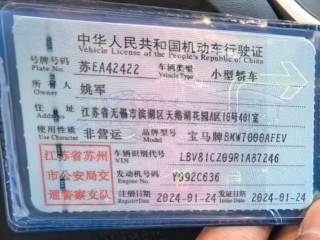 中华人民共和国机动车行驶证
Vehicle License of the People's Republic of China
号牌号码 苏EA42422 车辆类型 小型轿车
Plate No. Vehicle Type
所有人 姚军
Owner
住址 江苏省无锡市滨湖区天鹅湖花园A区10号401室
Address
使用性质 非营运 品牌型号 宝马牌BMW7000AFEV
江苏省苏州
市公安局交
通警察支队
车辆识别代号 LBV81CZ09R1A87246
VIN
发动机号码 Y092C636
Engine No.
注册日期 2024-01-24 发证日期 2024-01-24
Register Date Issue Date